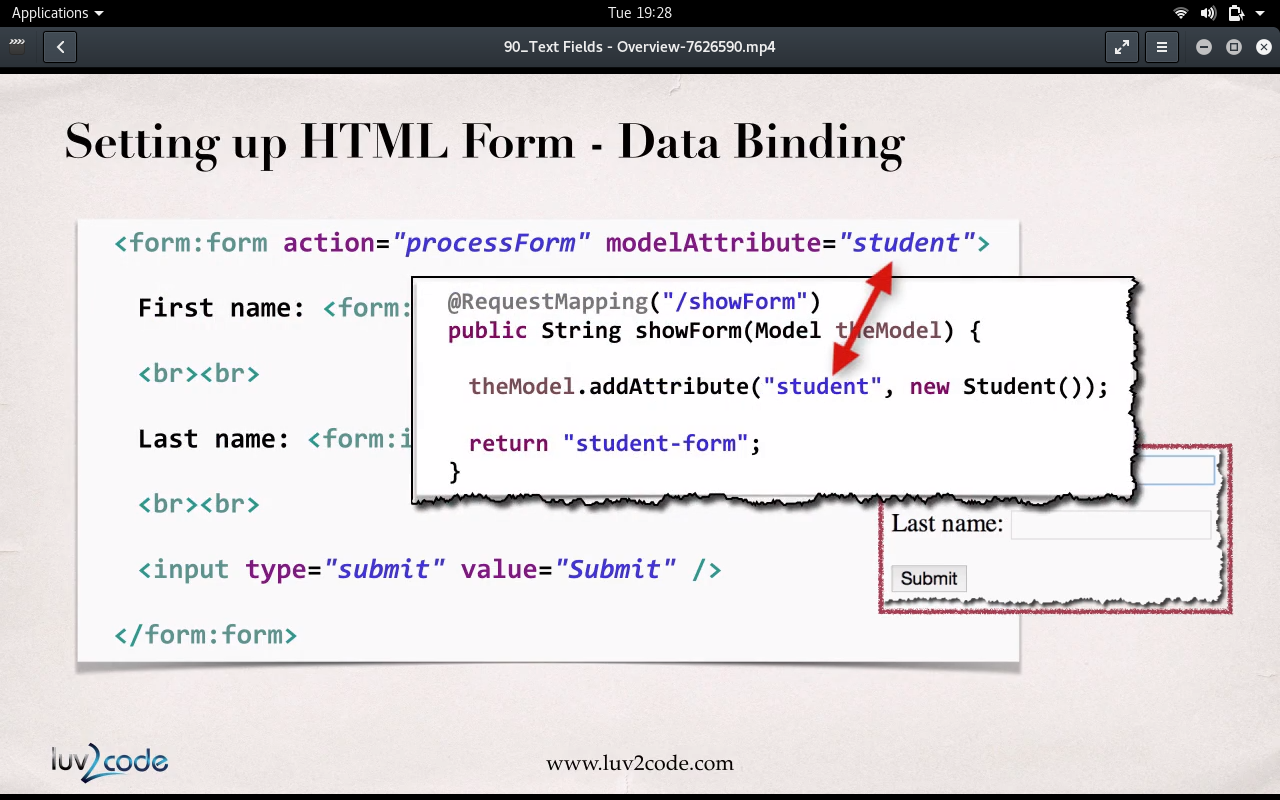 Applications
Tue 19:28
90_Text Fields - Overview-7626590.mp4
Setting up HTML Form - Data Binding
<form:form action="processForm" modelAttribute="student">
First name: <form:
<br><br>
Last name: <form:i
<br><br>
<input type="submit" value="Submit" />
</form:form>
@RequestMapping("/showForm")
public String showForm(Model theModel) {
theModel.addAttribute("student", new Student());
return "student-form";
}
Last name:
Submit
luv2code
www.luv2code.com